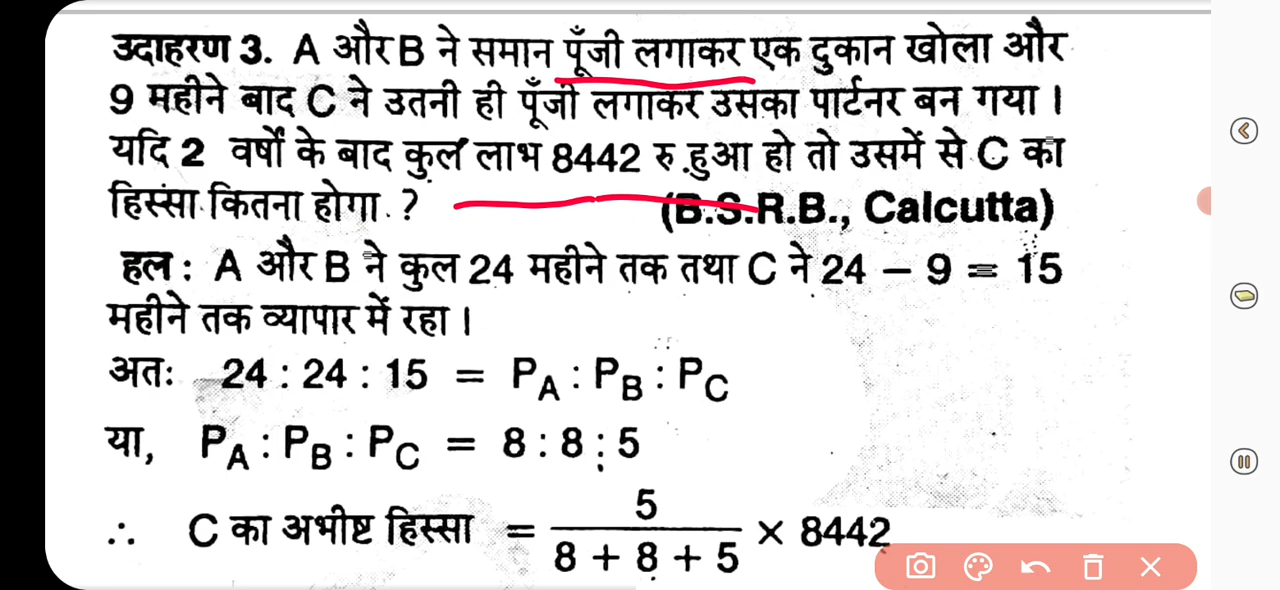 उदाहरण 3. A और B ने समान पूँजी लगाकर एक दुकान खोला और
9 महीने बाद C ने उतनी ही पूँजी लगाकर उसका पार्टनर बन गया।
यदि 2 वर्षों के बाद कुल लाभ 8442 रु हुआ हो तो उसमें से C का
हिस्सा कितना होगा ? (B.S.R.B., Calcutta)
हल : A और B ने कुल 24 महीने तक तथा C ने 24 – 9 = 15
महीने तक व्यापार में रहा।
अतः 24 : 24 : 15 = P_A : P_B : P_C
या, P_A : P_B : P_C = 8 : 8 : 5
∴ C का अभीष्ट हिस्सा = 5 / (8 + 8 + 5) × 8442